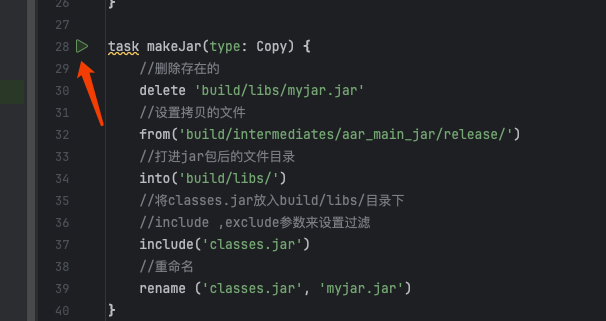 26 }
27
28 task makeJar(type: Copy) {
29 //删除存在的
30 delete 'build/libs/myjar.jar'
31 //设置拷贝的文件
32 from('build/intermediates/aar_main_jar/release/')
33 //打进jar包后的文件目录
34 into('build/libs/')
35 //将classes.jar放入build/libs/目录下
36 //include ,exclude参数来设置过滤
37 include('classes.jar')
38 //重命名
39 rename ('classes.jar', 'myjar.jar')
40 }